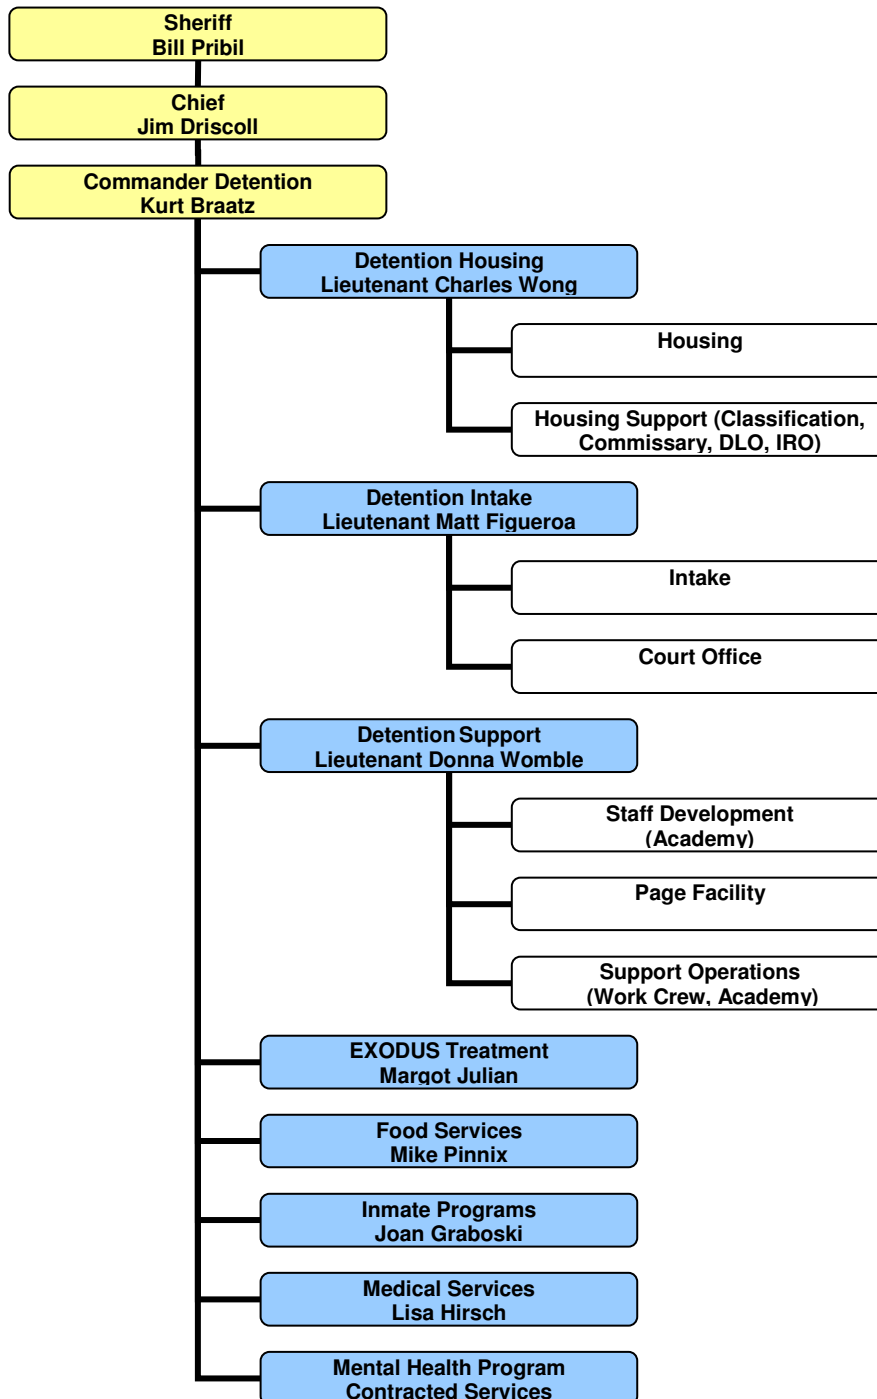 Sheriff
Bill Pribil
Chief
Jim Driscoll
Commander Detention
Kurt Braatz
Detention Housing
Lieutenant Charles Wong
Housing
Housing Support (Classification,
Commissary, DLO, IRO)
Detention Intake
Lieutenant Matt Figueroa
Intake
Court Office
Detention Support
Lieutenant Donna Womble
Staff Development
(Academy)
Page Facility
Support Operations
(Work Crew, Academy)
EXODUS Treatment
Margot Julian
Food Services
Mike Pinnix
Inmate Programs
Joan Graboski
Medical Services
Lisa Hirsch
Mental Health Program
Contracted Services